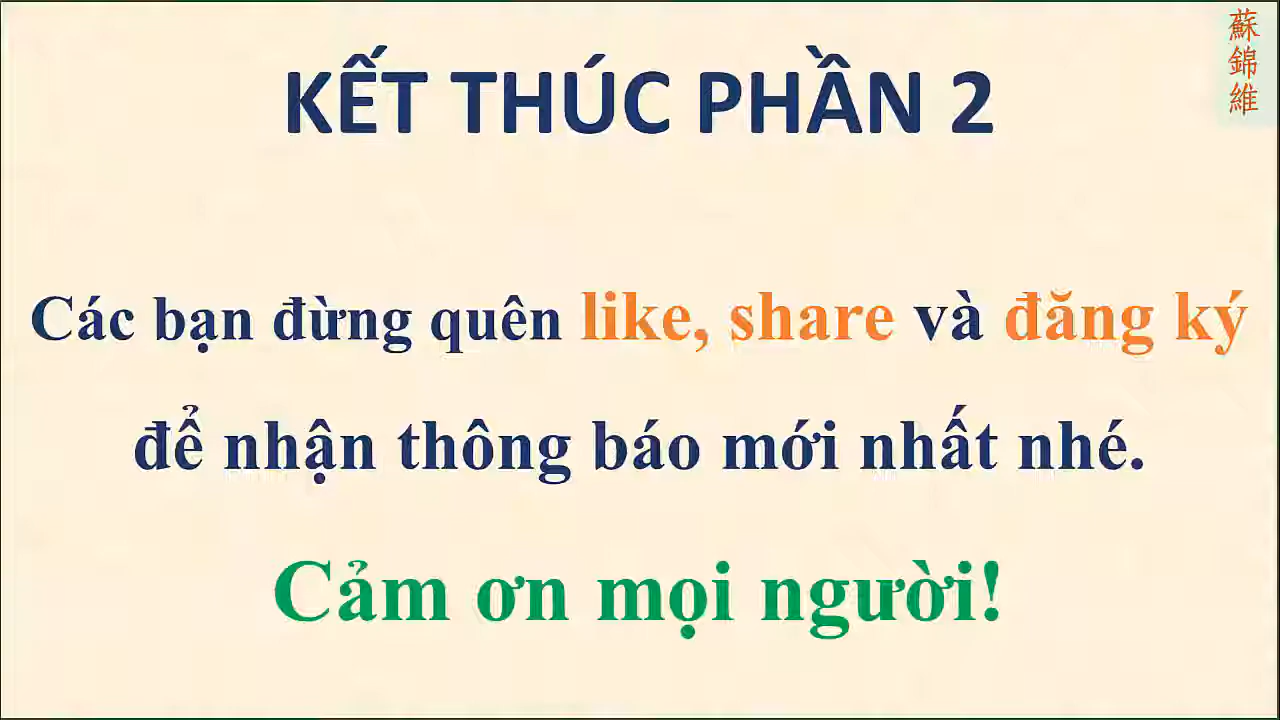 KẾT THÚC PHẦN 2
Các bạn đừng quên like, share và đăng ký
để nhận thông báo mới nhất nhé.
Cảm ơn mọi người!
蘇錦維